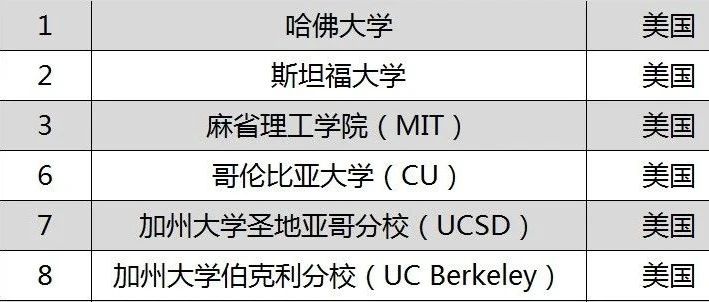 1 哈佛大学 美国
2 斯坦福大学 美国
3 麻省理工学院（MIT） 美国
6 哥伦比亚大学（CU） 美国
7 加州大学圣地亚哥分校（UCSD） 美国
8 加州大学伯克利分校（UC Berkeley） 美国